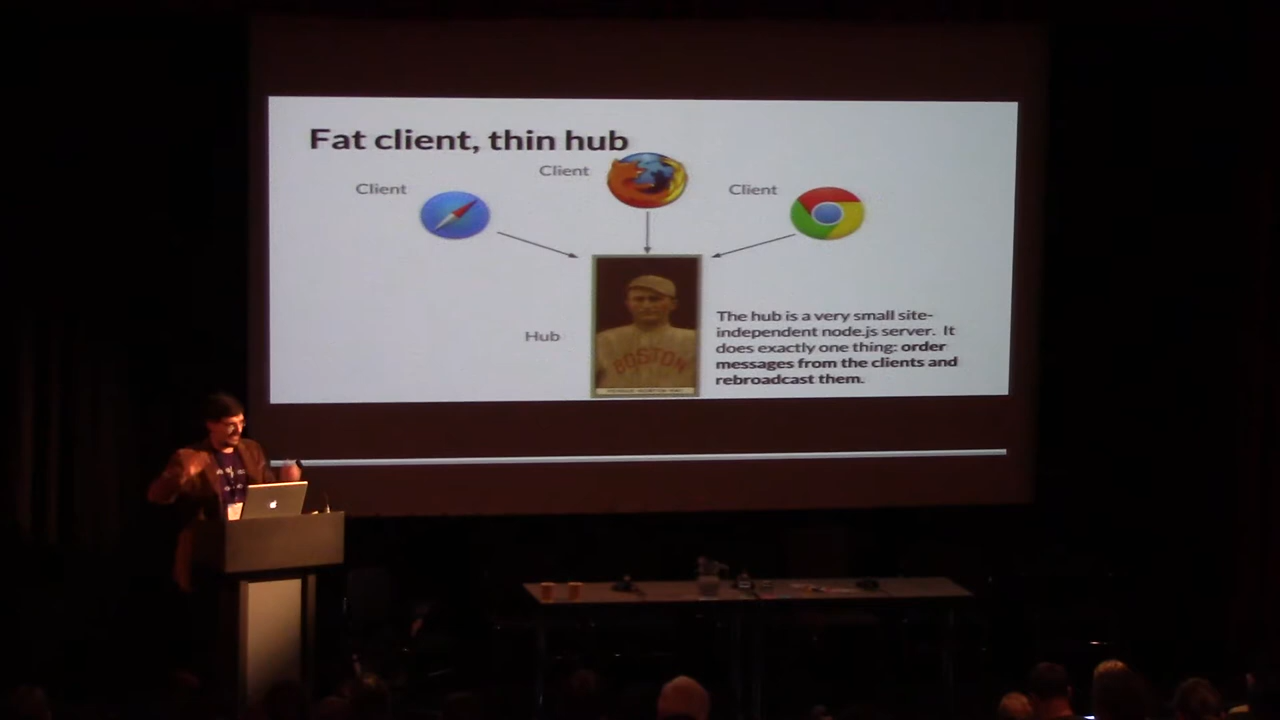 Fat client, thin hub
Client
Client
Client
Hub
BOSTON
The hub is a very small site-
independent node.js server. It
does exactly one thing: order
messages from the clients and
rebroadcast them.